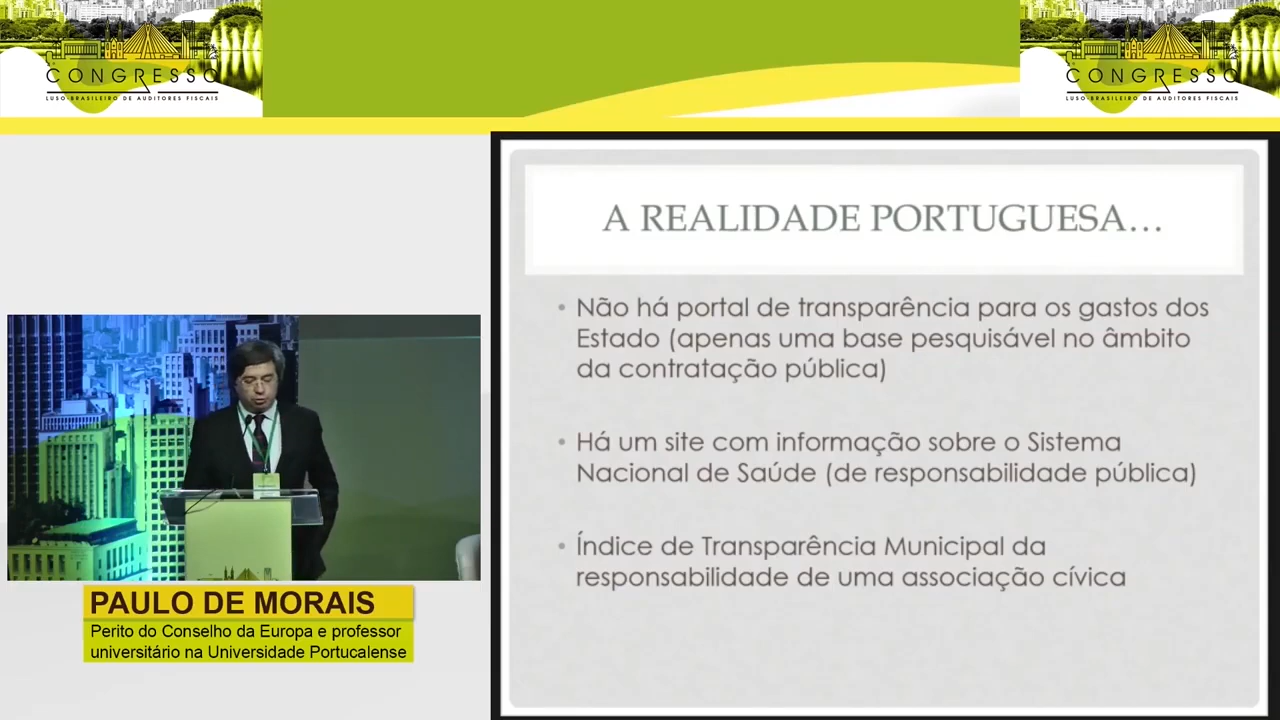 CONGRESSO
LUSO-BRASILEIRO DE AUDITORES FISCAIS
CONGRESSO
LUSO-BRASILEIRO DE AUDITORES FISCAIS
A REALIDADE PORTUGUESA...
• Não há portal de transparência para os gastos dos
Estado (apenas uma base pesquisável no âmbito
da contratação pública)
• Há um site com informação sobre o Sistema
Nacional de Saúde (de responsabilidade pública)
• Índice de Transparência Municipal da
responsabilidade de uma associação cívica
PAULO DE MORAIS
Perito do Conselho da Europa e professor
universitário na Universidade Portucalense